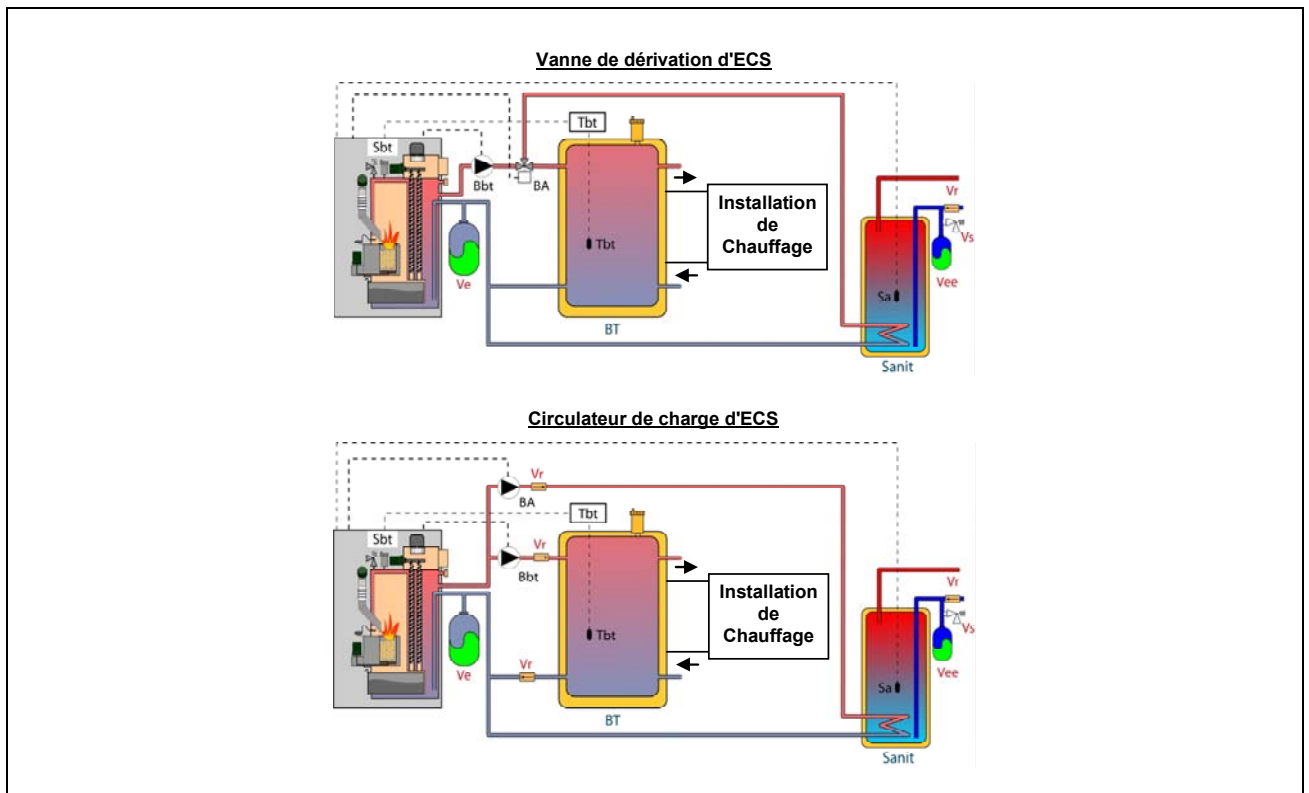 Vanne de dérivation d'ECS
Tbt
Sbt
Bbt
BA
Installation
de
Chauffage
Vr
Vs
Tbt
Ve
Vee
Sa
BT
Sanit
Circulateur de charge d'ECS
Vr
BA
Tbt
Sbt
Vr
Bbt
Installation
de
Chauffage
Vr
Vs
Tbt
Ve
Vr
Vee
Sa
BT
Sanit